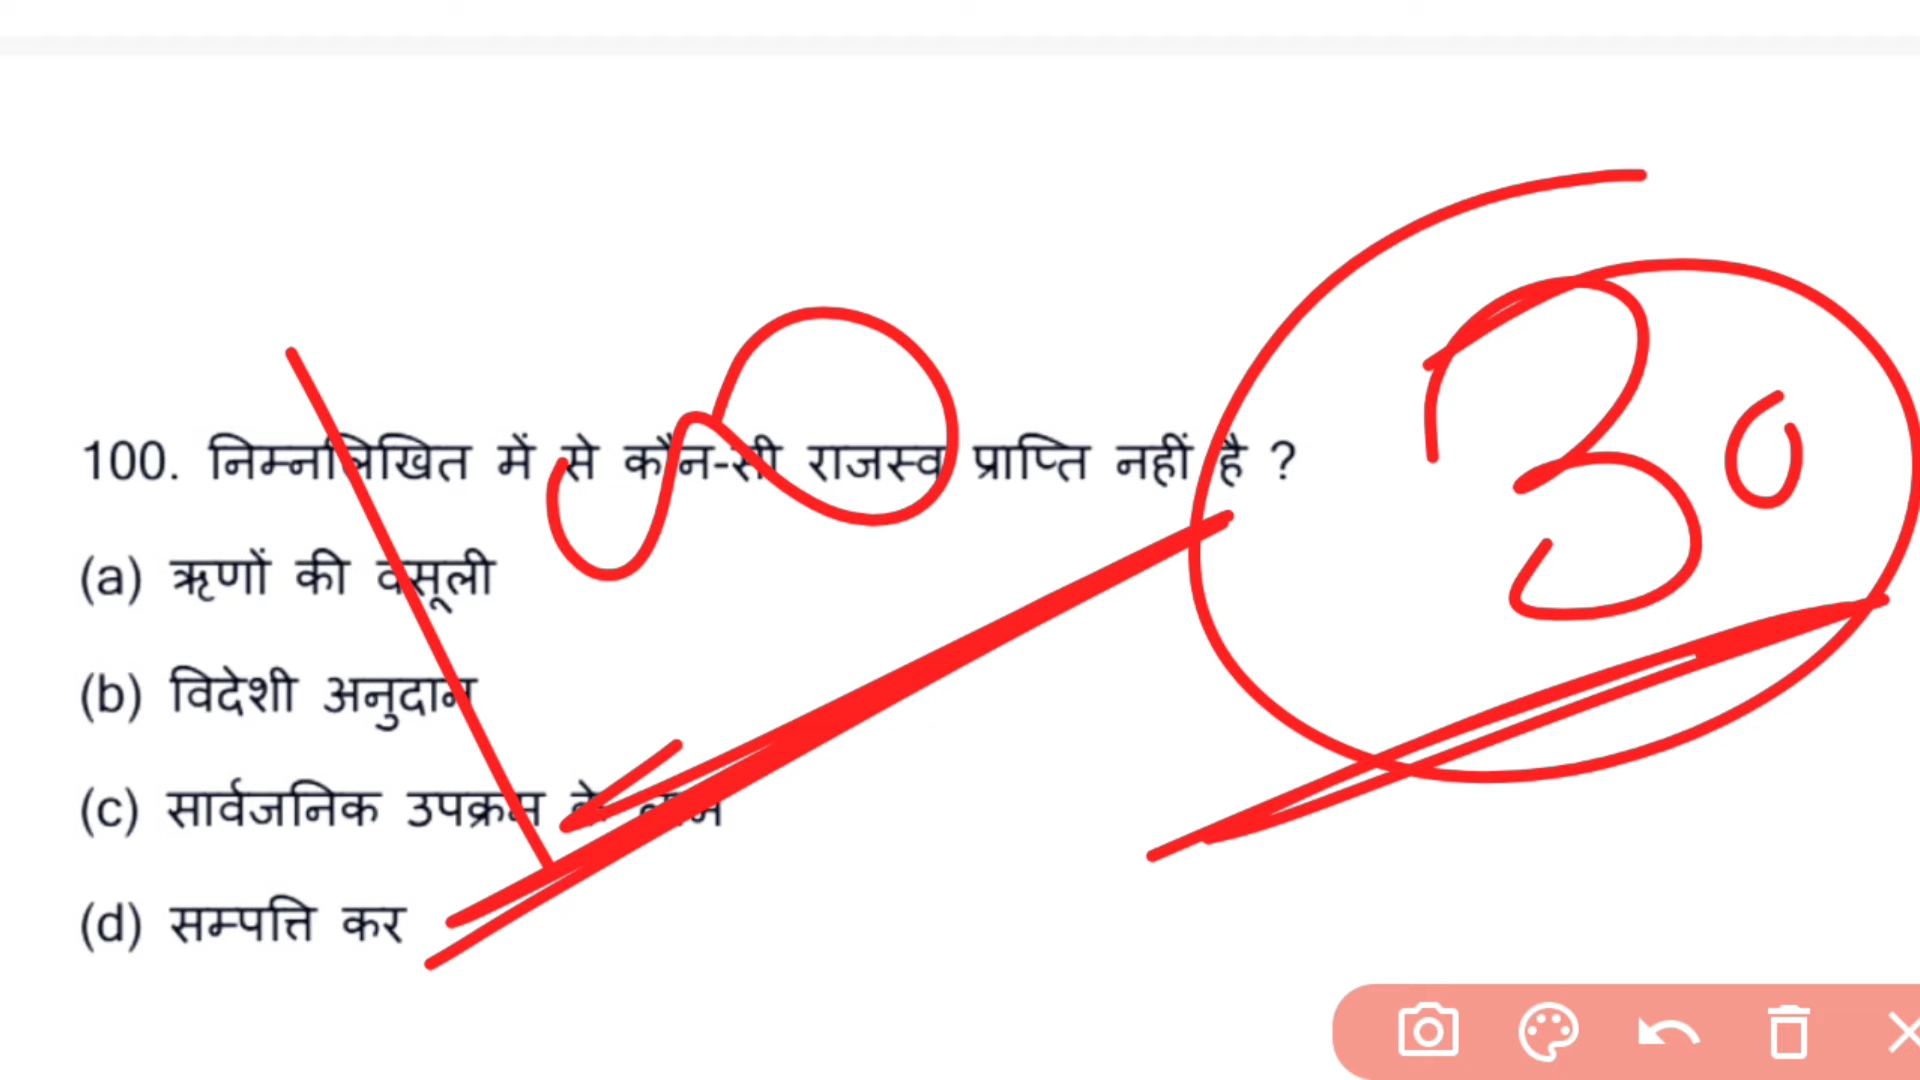 100. निम्नलिखित में से कौन-सी राजस्व प्राप्ति नहीं है ?
30
(a) ऋणों की वसूली
(b) विदेशी अनुदान
(c) सार्वजनिक उपक्रम के
(d) सम्पत्ति कर